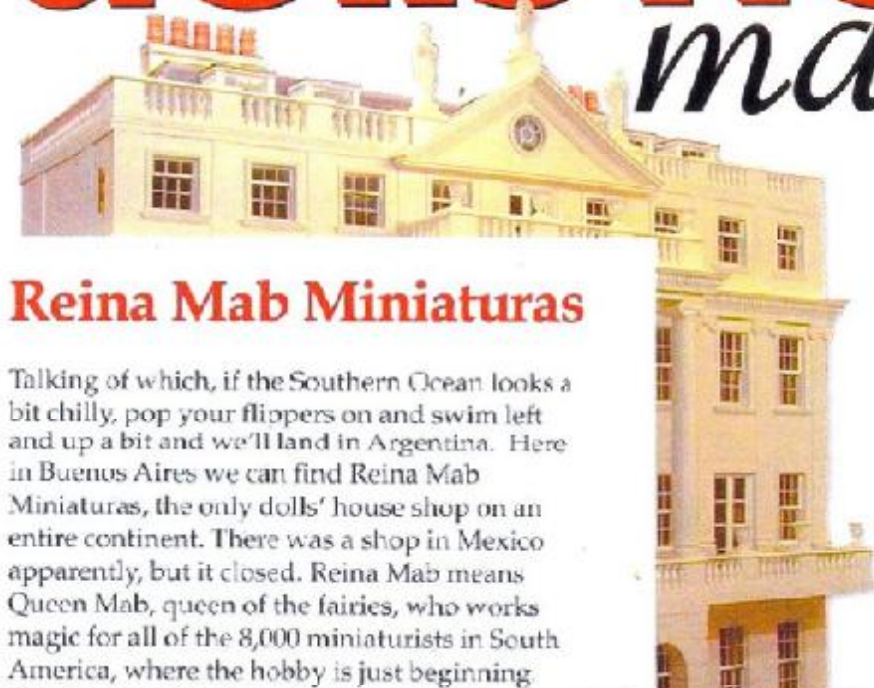 ma
Reina Mab Miniaturas
Talking of which, if the Southern Ocean looks a
bit chilly, pop your flippers on and swim left
and up a bit and we'll land in Argentina. Here
in Buenos Aires we can find Reina Mab
Miniaturas, the only dolls' house shop on an
entire continent. There was a shop in Mexico
apparently, but it closed. Reina Mab means
Queen Mab, queen of the fairies, who works
magic for all of the 8,000 miniaturists in South
America, where the hobby is just beginning